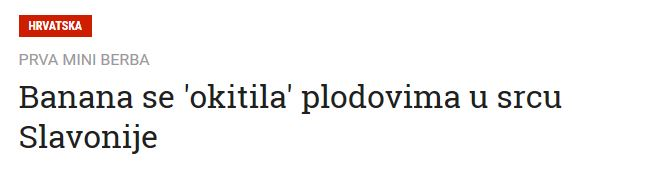 HRVATSKA
PRVA MINI BERBA
Banana se 'okitila' plodovima u srcu
Slavonije